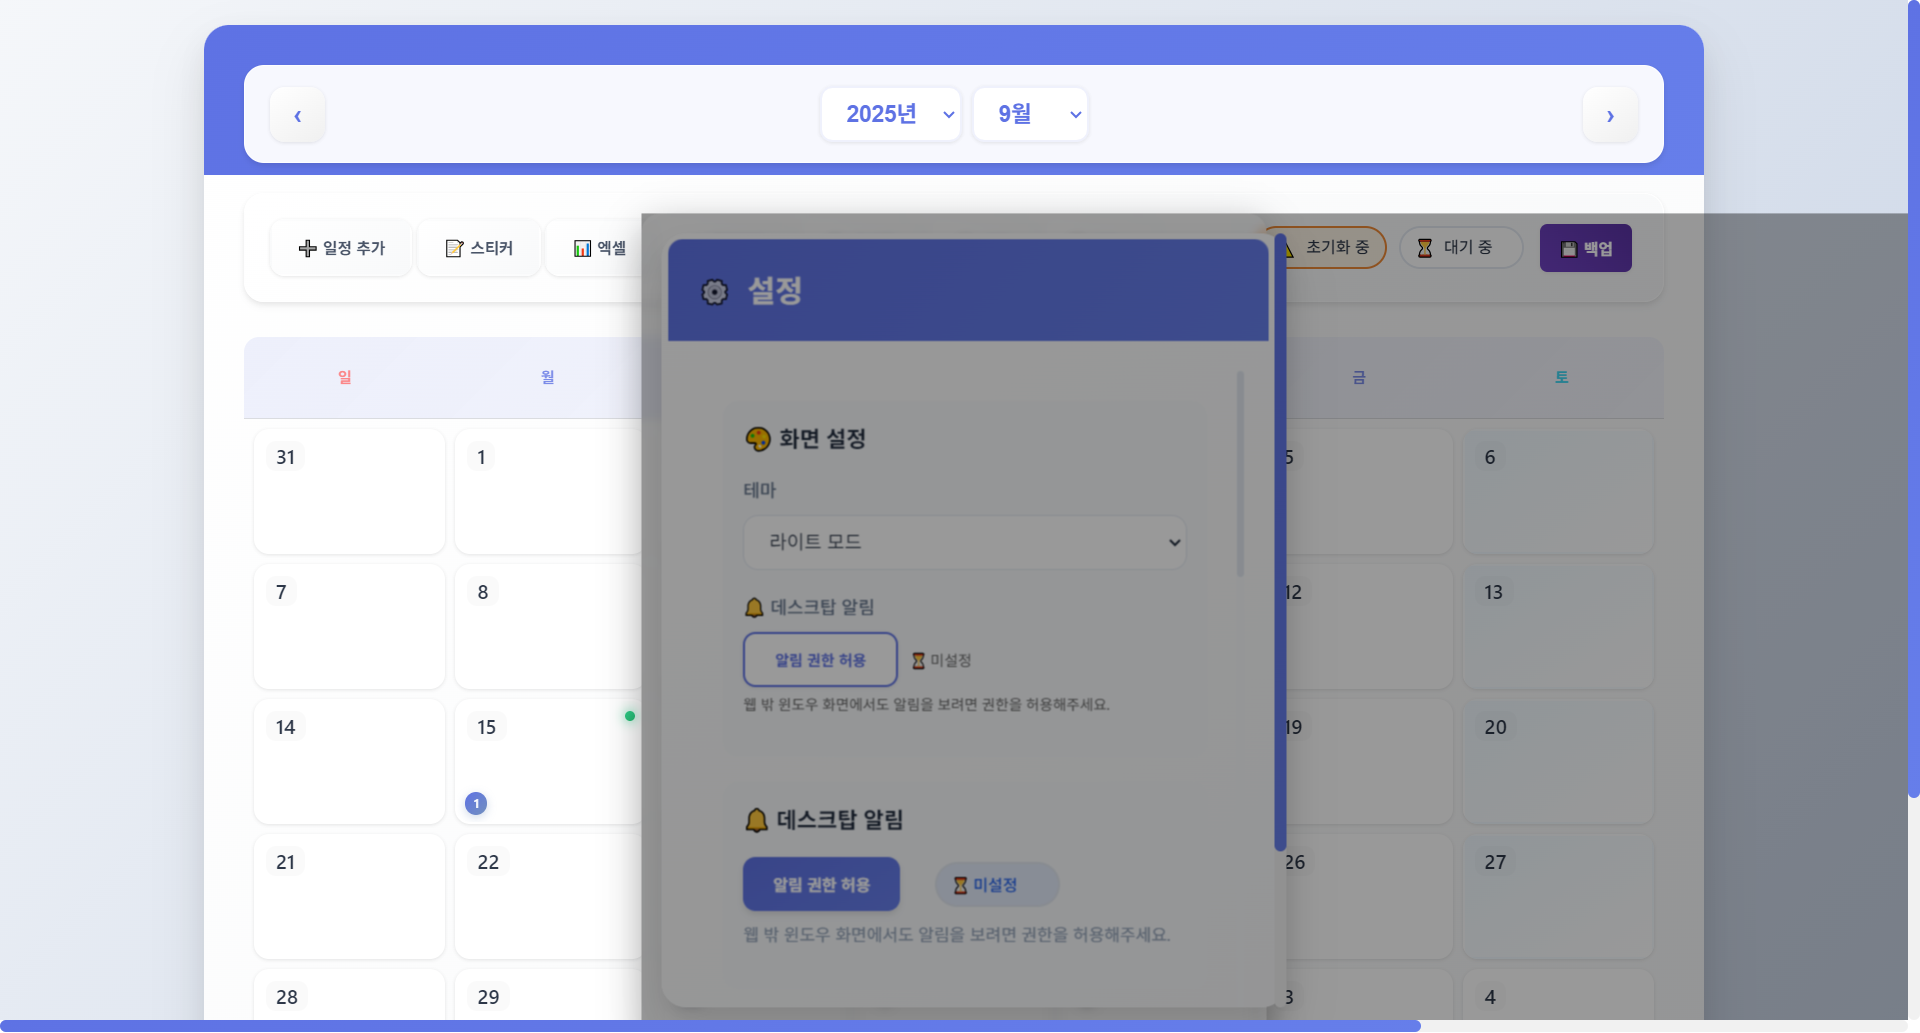 ‹ 2025년 9월 ›
➕ 일정 추가 📝 스티커 📊 엑셀 초기화 중 ⏳ 대기 중 💾 백업
⚙️ 설정
일 월 금 토
🎨 화면 설정
테마
라이트 모드
🔔 데스크탑 알림
알림 권한 허용 ⏳ 미설정
웹 밖 윈도우 화면에서도 알림을 보려면 권한을 허용해주세요.
🔔 데스크탑 알림
알림 권한 허용 ⏳ 미설정
웹 밖 윈도우 화면에서도 알림을 보려면 권한을 허용해주세요.
31 1 5 6
7 8 12 13
14 15 19 20
1
21 22 26 27
28 29 3 4